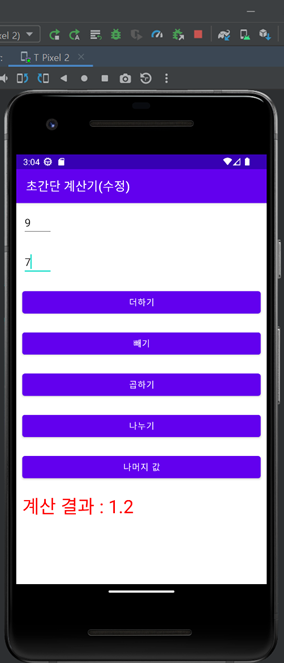 el 2)
T Pixel 2
3:04
초간단 계산기(수정)
9
7
더하기
빼기
곱하기
나누기
나머지 값
계산 결과 : 1.2